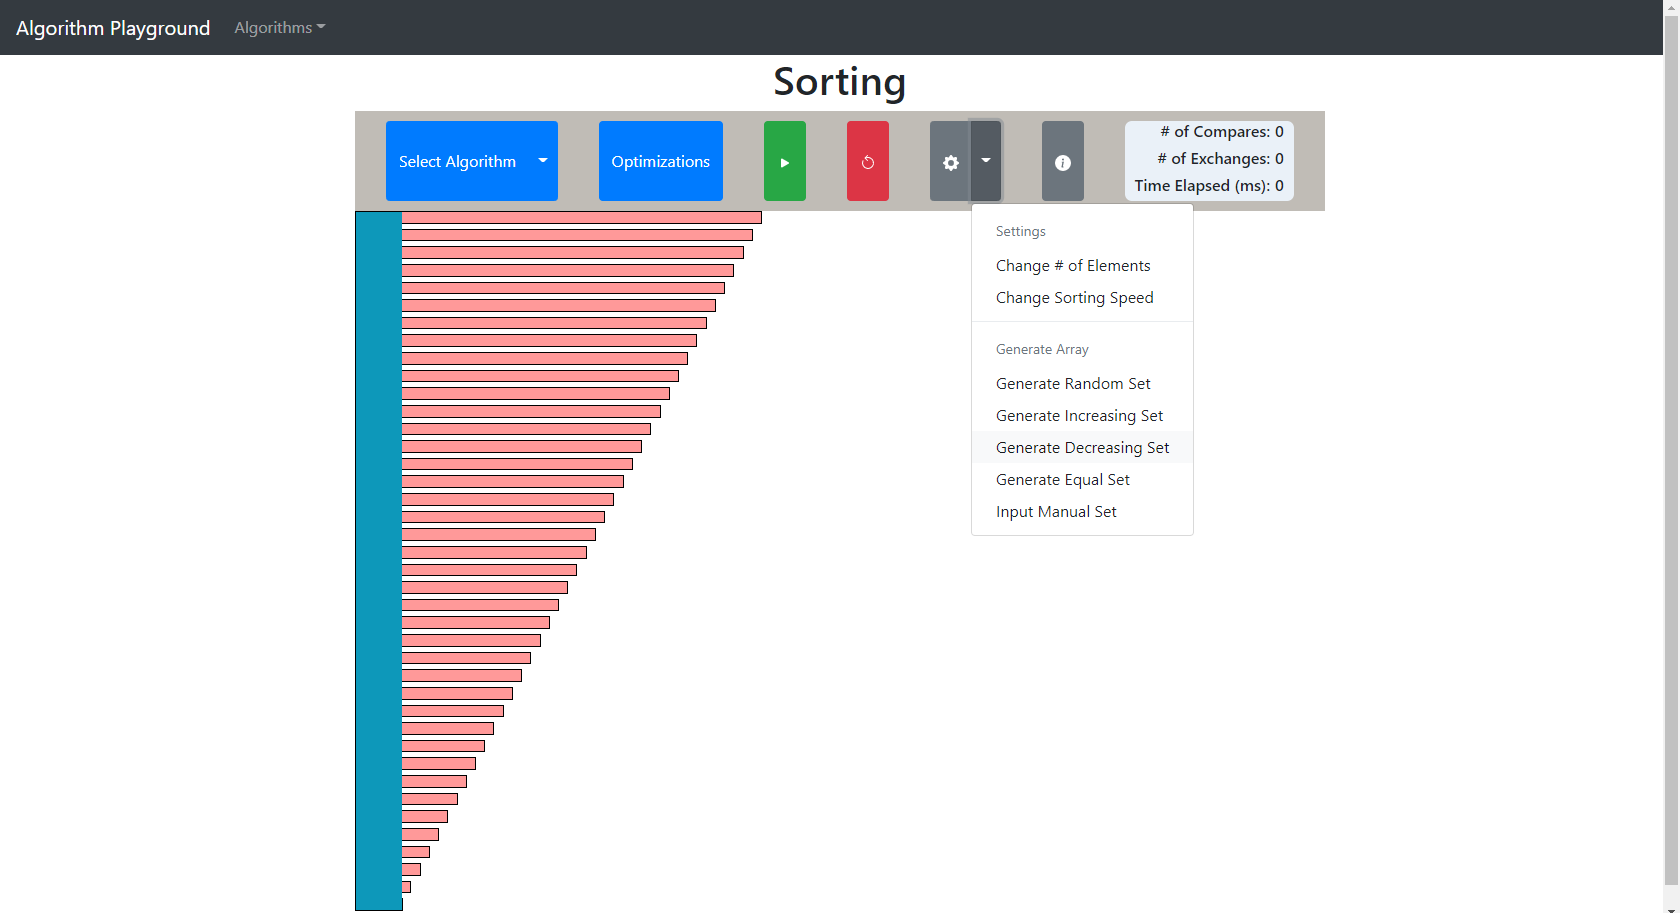 Algorithm Playground Algorithms
Sorting
Select Algorithm
Optimizations
# of Compares: 0
# of Exchanges: 0
Time Elapsed (ms): 0
Settings
Change # of Elements
Change Sorting Speed
Generate Array
Generate Random Set
Generate Increasing Set
Generate Decreasing Set
Generate Equal Set
Input Manual Set